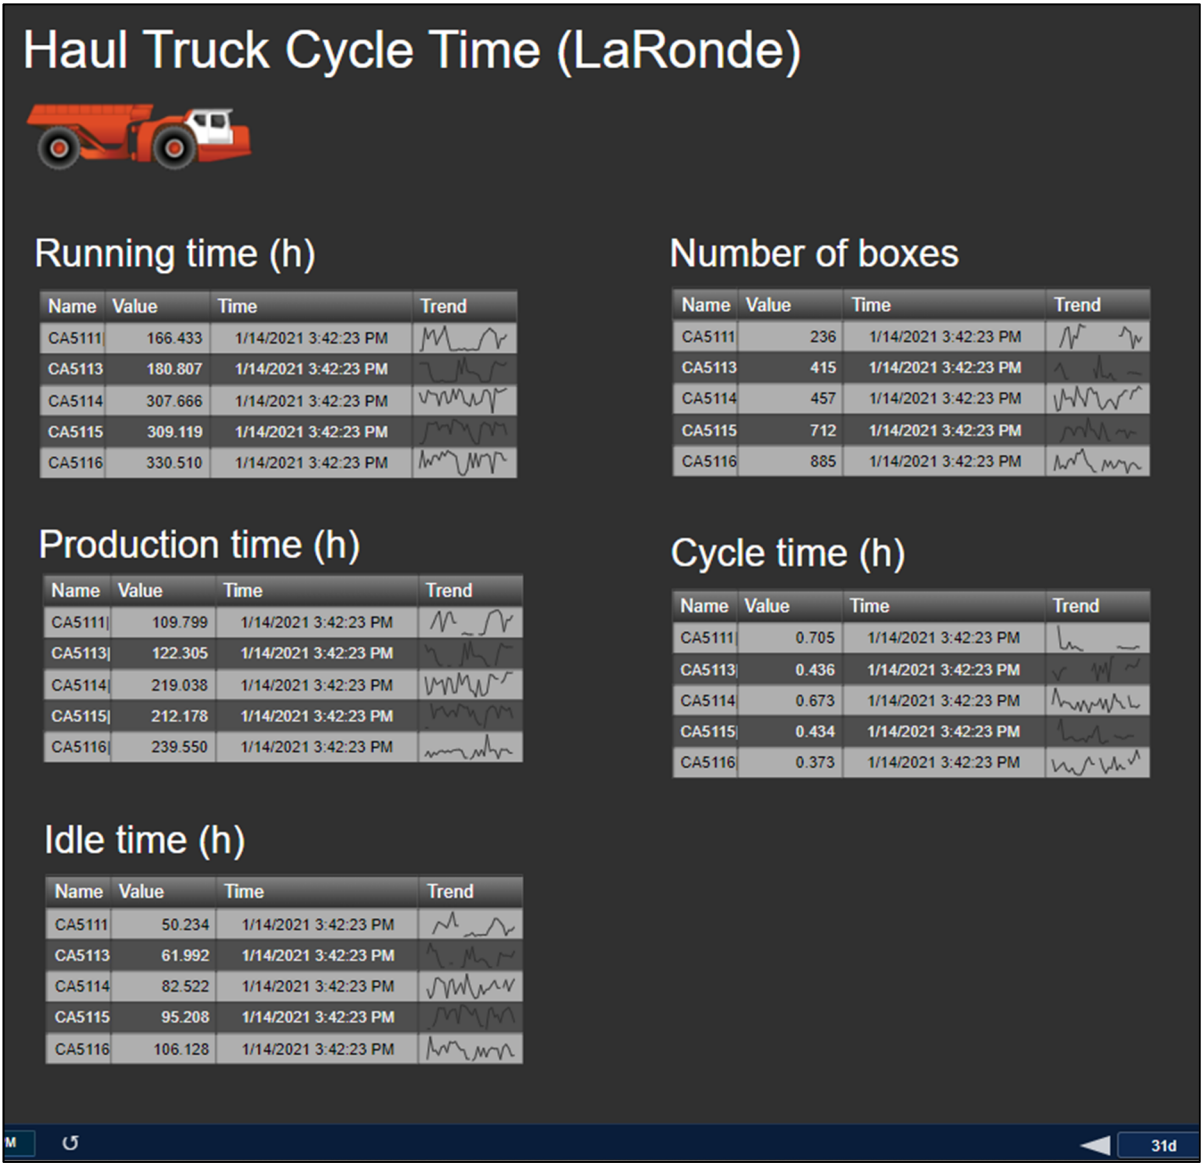 Haul Truck Cycle Time (LaRonde)
Running time (h)
Name Value Time Trend
CA5111 166.433 1/14/2021 3:42:23 PM
CA5113 180.807 1/14/2021 3:42:23 PM
CA5114 307.666 1/14/2021 3:42:23 PM
CA5115 309.119 1/14/2021 3:42:23 PM
CA5116 330.510 1/14/2021 3:42:23 PM
Number of boxes
Name Value Time Trend
CA5111 236 1/14/2021 3:42:23 PM
CA5113 415 1/14/2021 3:42:23 PM
CA5114 457 1/14/2021 3:42:23 PM
CA5115 712 1/14/2021 3:42:23 PM
CA5116 885 1/14/2021 3:42:23 PM
Production time (h)
Name Value Time Trend
CA5111| 109.799 1/14/2021 3:42:23 PM
CA5113| 122.305 1/14/2021 3:42:23 PM
CA5114| 219.038 1/14/2021 3:42:23 PM
CA5115| 212.178 1/14/2021 3:42:23 PM
CA5116| 239.550 1/14/2021 3:42:23 PM
Cycle time (h)
Name Value Time Trend
CA5111 0.705 1/14/2021 3:42:23 PM
CA5113 0.436 1/14/2021 3:42:23 PM
CA5114 0.673 1/14/2021 3:42:23 PM
CA5115 0.434 1/14/2021 3:42:23 PM
CA5116 0.373 1/14/2021 3:42:23 PM
Idle time (h)
Name Value Time Trend
CA5111 50.234 1/14/2021 3:42:23 PM
CA5113 61.992 1/14/2021 3:42:23 PM
CA5114 82.522 1/14/2021 3:42:23 PM
CA5115 95.208 1/14/2021 3:42:23 PM
CA5116 106.128 1/14/2021 3:42:23 PM
PM 31d